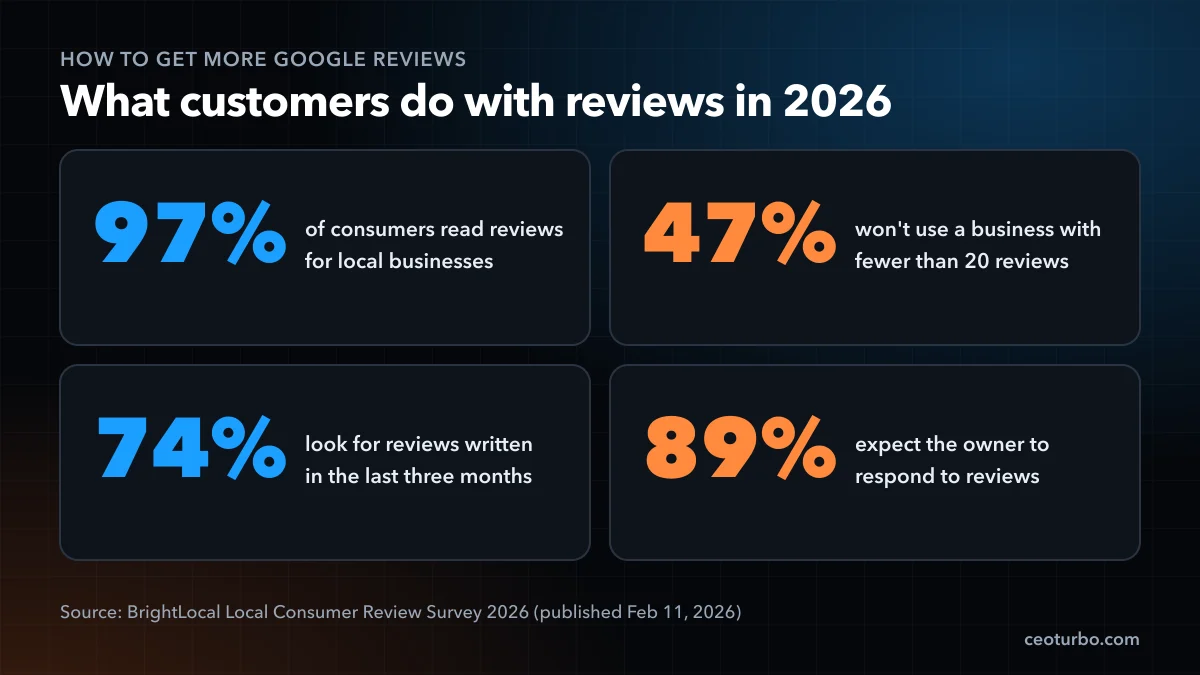 HOW TO GET MORE GOOGLE REVIEWS
What customers do with reviews in 2026
97%
of consumers read reviews
for local businesses
47%
won't use a business with
fewer than 20 reviews
74%
look for reviews written
in the last three months
89%
expect the owner to
respond to reviews
Source: BrightLocal Local Consumer Review Survey 2026 (published Feb 11, 2026)
ceoturbo.com